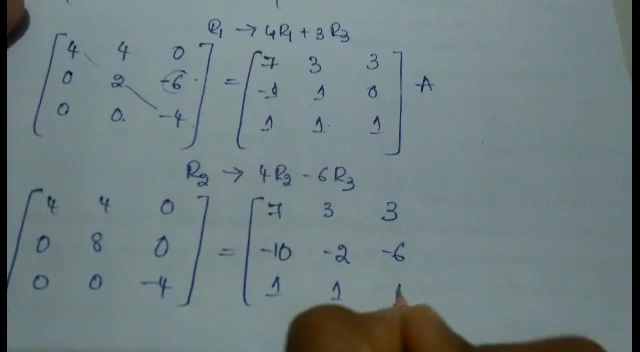 R1 → 4R1 + 3R3
[4 4 0] = [7 3 3]
[0 2 -6] [-1 1 0] A
[0 0 -4] [1 1 1]
R2 → 4R2 - 6R3
[4 4 0] = [7 3 3]
[0 8 0] [-10 -2 -6]
[0 0 -4] [1 1